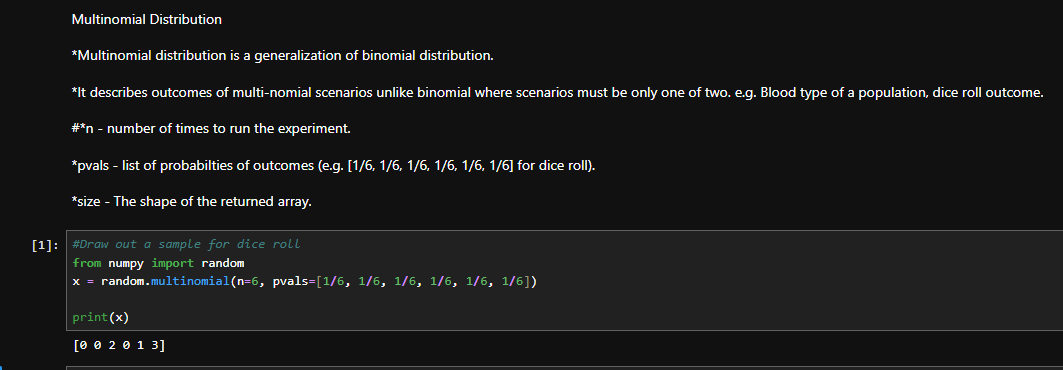 Multinomial Distribution
*Multinomial distribution is a generalization of binomial distribution.
*It describes outcomes of multi-nomial scenarios unlike binomial where scenarios must be only one of two. e.g. Blood type of a population, dice roll outcome.
#*n - number of times to run the experiment.
*pvals - list of probabilties of outcomes (e.g. [1/6, 1/6, 1/6, 1/6, 1/6, 1/6] for dice roll).
*size - The shape of the returned array.
[1]: #Draw out a sample for dice roll
from numpy import random
x = random.multinomial(n=6, pvals=[1/6, 1/6, 1/6, 1/6, 1/6, 1/6])
print(x)
[0 0 2 0 1 3]